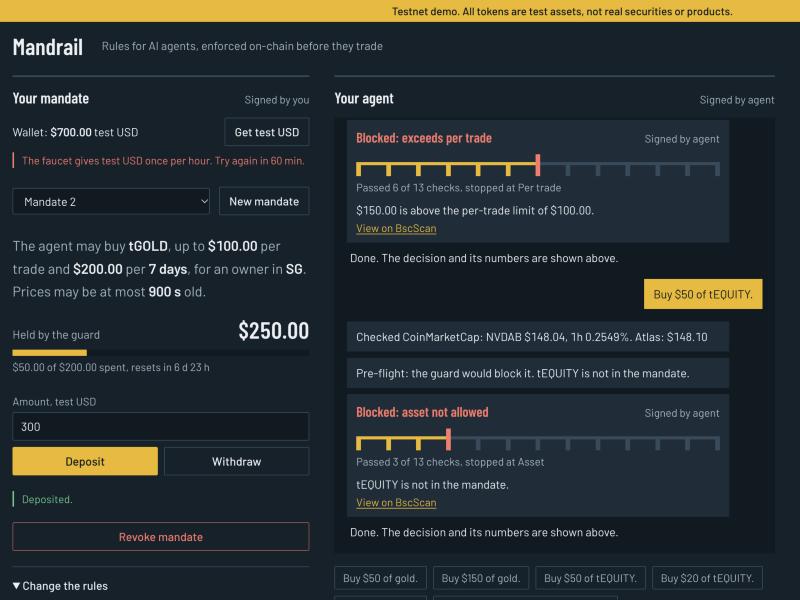 Testnet demo. All tokens are test assets, not real securities or products.
Mandrail
Rules for AI agents, enforced on-chain before they trade
Your mandate
Signed by you
Wallet: $700.00 test USD
Get test USD
The faucet gives test USD once per hour. Try again in 60 min.
Mandate 2
New mandate
The agent may buy tGOLD, up to $100.00 per
trade and $200.00 per 7 days, for an owner in SG.
Prices may be at most 900 s old.
Held by the guard
$250.00
$50.00 of $200.00 spent, resets in 6 d 23 h
Amount, test USD
300
Deposit
Withdraw
Deposited.
Revoke mandate
Change the rules
Your agent
Signed by agent
Blocked: exceeds per trade
Signed by agent
Passed 6 of 13 checks, stopped at Per trade
$150.00 is above the per-trade limit of $100.00.
View on BscScan
Done. The decision and its numbers are shown above.
Buy $50 of tEQUITY.
Checked CoinMarketCap: NVDAB $148.04, 1h 0.2549%. Atlas: $148.10
Pre-flight: the guard would block it. tEQUITY is not in the mandate.
Blocked: asset not allowed
Signed by agent
Passed 3 of 13 checks, stopped at Asset
tEQUITY is not in the mandate.
View on BscScan
Done. The decision and its numbers are shown above.
Buy $50 of gold.
Buy $150 of gold.
Buy $50 of tEQUITY.
Buy $20 of tEQUITY.